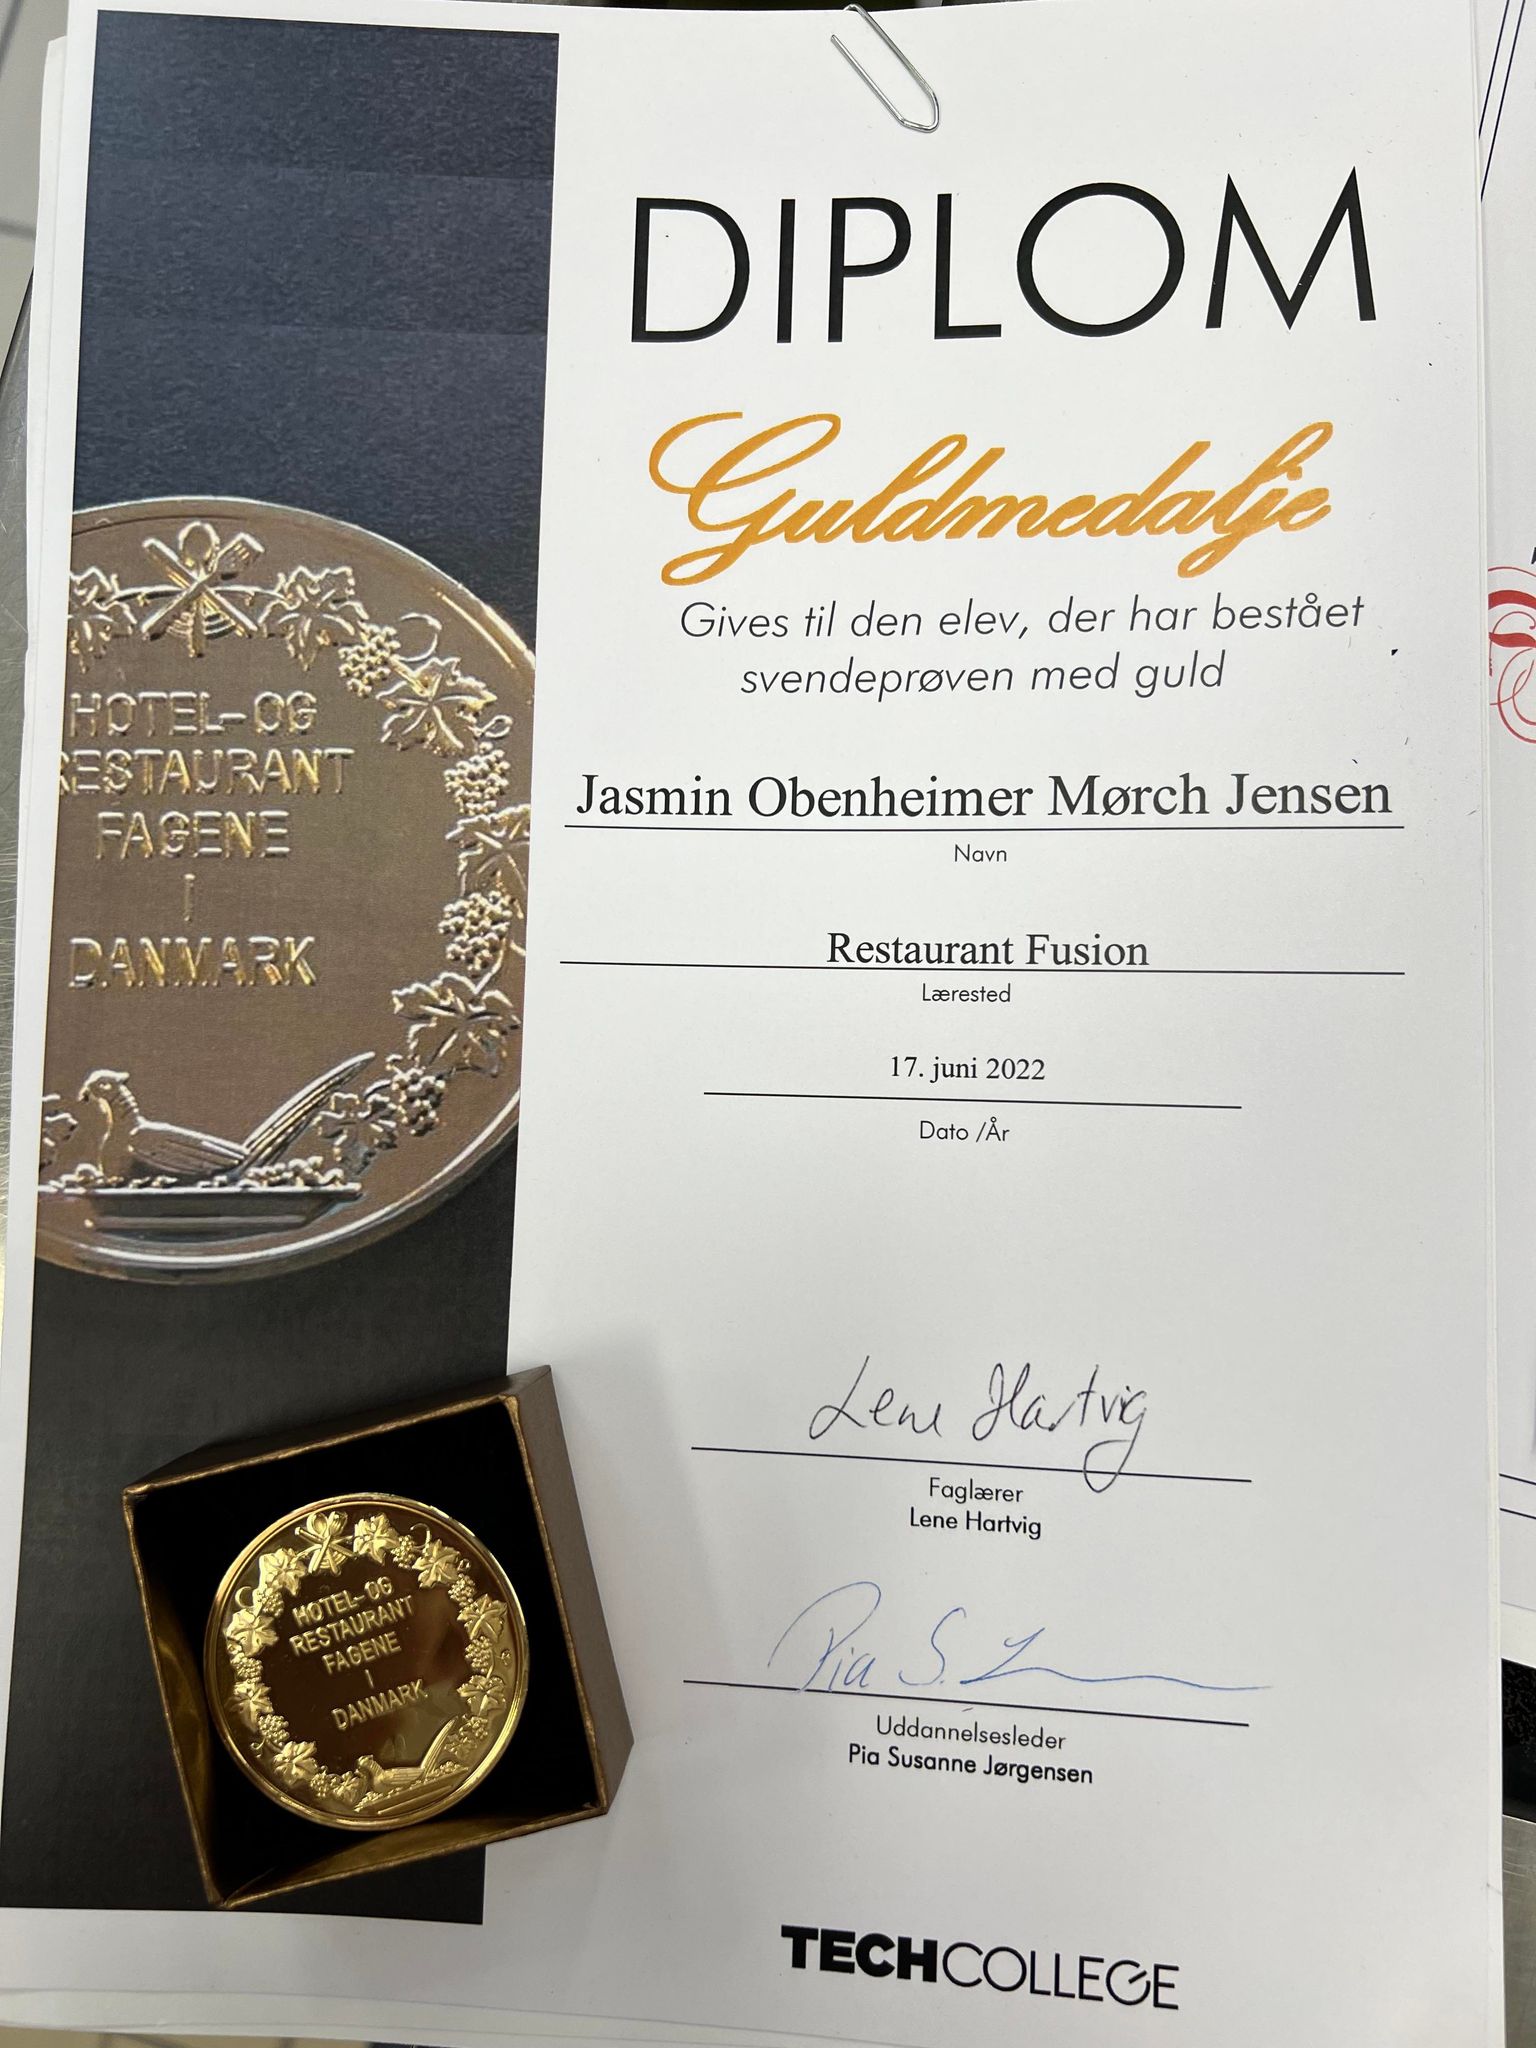 DIPLOM
Guldmedalje
Gives til den elev, der har bestået
svendeprøven med guld
Jasmin Obenheimer Mørch Jensen
Navn
Restaurant Fusion
Lærested
17. juni 2022
Dato /År
Lene Hartvig
Faglærer
Lene Hartvig
Pia S.
Uddannelsesleder
Pia Susanne Jørgensen
TECHCOLLEGE
HOTEL-OG
RESTAURANT
FAGENE
I
DANMARK
HOTEL-OG
RESTAURANT
FAGENE
I
DANMARK